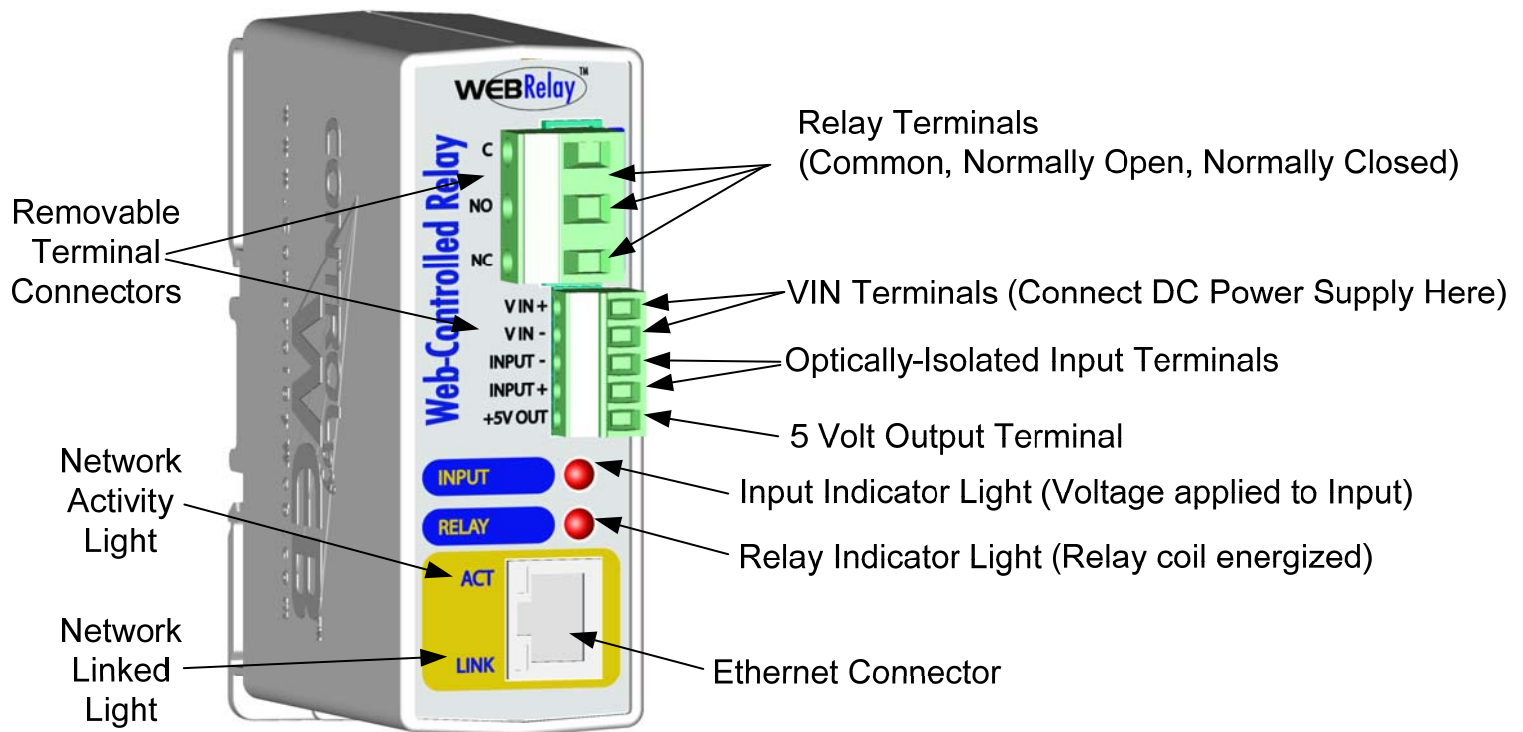 WEBRelay™
Web-Controlled Relay
C
NO
NC
VIN+
VIN-
INPUT-
INPUT+
+5V OUT
INPUT
RELAY
ACT
LINK
CONTROL
BY WEB
Removable
Terminal
Connectors
Network
Activity
Light
Network
Linked
Light
Relay Terminals
(Common, Normally Open, Normally Closed)
VIN Terminals (Connect DC Power Supply Here)
Optically-Isolated Input Terminals
5 Volt Output Terminal
Input Indicator Light (Voltage applied to Input)
Relay Indicator Light (Relay coil energized)
Ethernet Connector